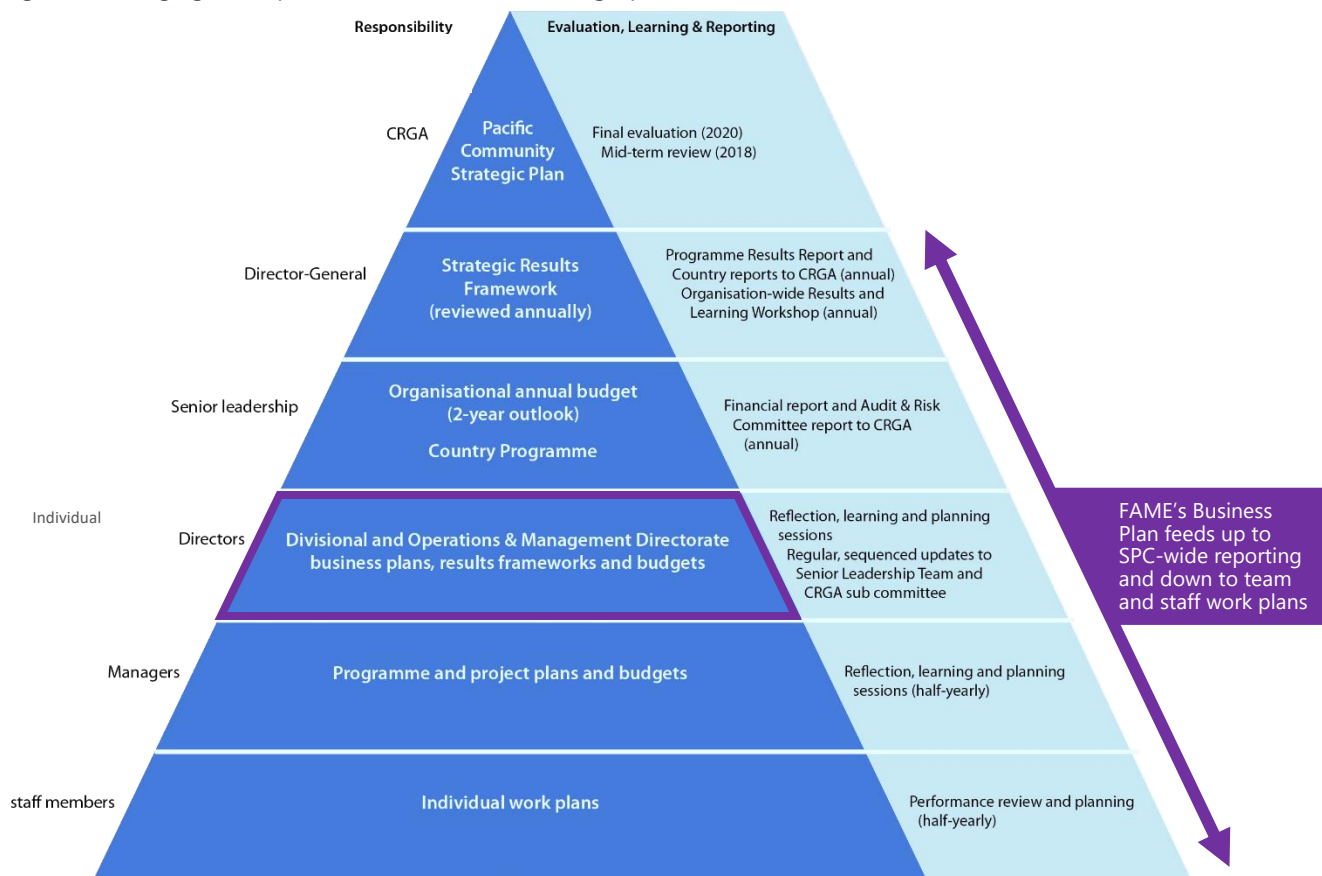 Responsibility
Evaluation, Learning & Reporting
CRGA
Pacific
Community
Strategic Plan
Final evaluation (2020)
Mid-term review (2018)
Director-General
Strategic Results
Framework
(reviewed annually)
Programme Results Report and
Country reports to CRGA (annual)
Organisation-wide Results and
Learning Workshop (annual)
Senior leadership
Organisational annual budget
(2-year outlook)
Country Programme
Financial report and Audit & Risk
Committee report to CRGA
(annual)
Individual
Directors
Divisional and Operations & Management Directorate
business plans, results frameworks and budgets
Reflection, learning and planning
sessions
Regular, sequenced updates to
Senior Leadership Team and
CRGA sub committee
FAME's Business
Plan feeds up to
SPC-wide reporting
and down to team
and staff work plans
Managers
Programme and project plans and budgets
Reflection, learning and planning
sessions (half-yearly)
staff members
Individual work plans
Performance review and planning
(half-yearly)